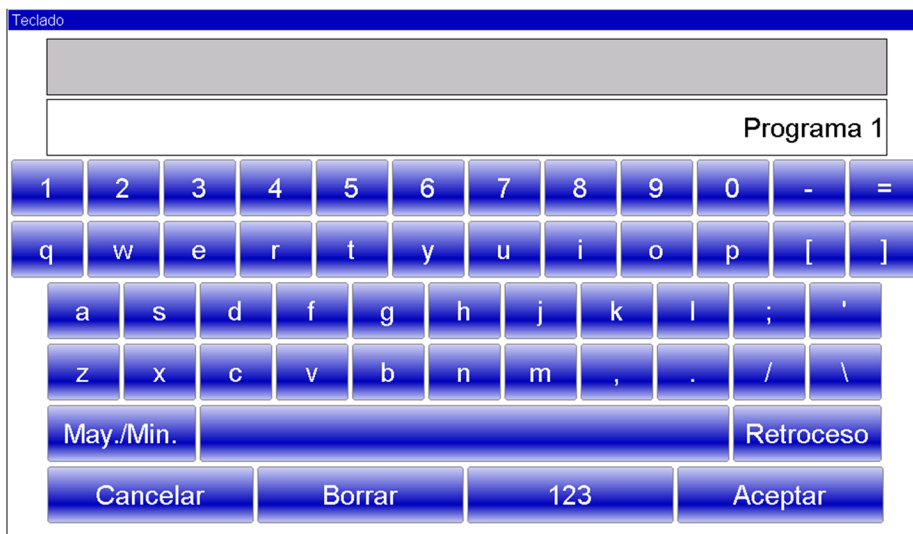 Teclado
Programa 1
1 2 3 4 5 6 7 8 9 0 - =
q w e r t y u i o p [ ]
a s d f g h j k l ; '
z x c v b n m , . / \
May./Min. Retroceso
Cancelar Borrar 123 Aceptar